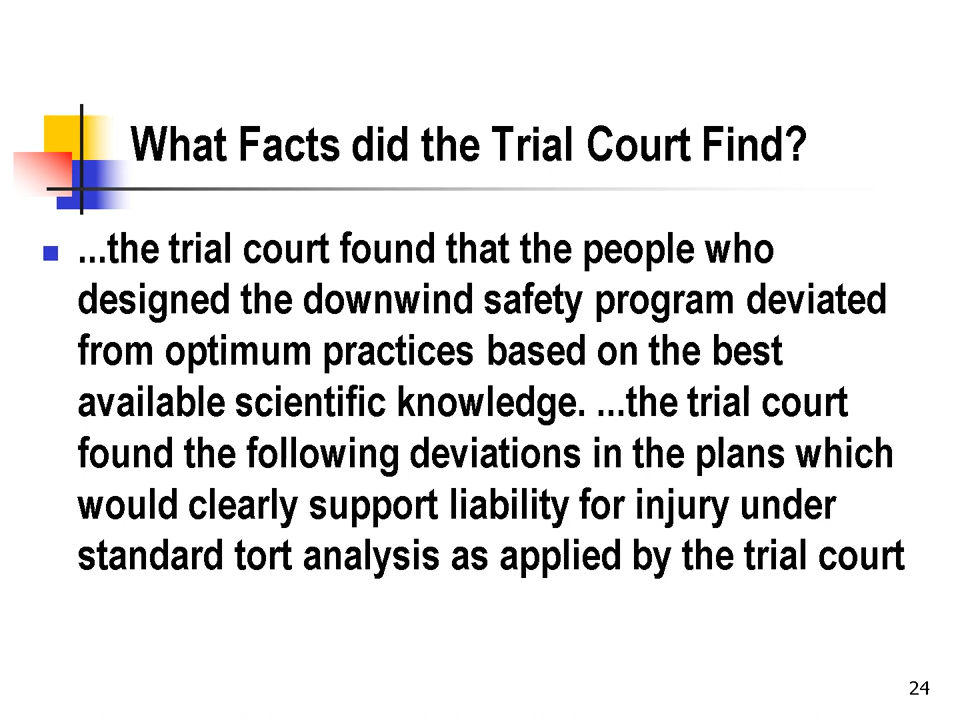 What Facts did the Trial Court Find?
...the trial court found that the people who
designed the downwind safety program deviated
from optimum practices based on the best
available scientific knowledge. ...the trial court
found the following deviations in the plans which
would clearly support liability for injury under
standard tort analysis as applied by the trial court
24